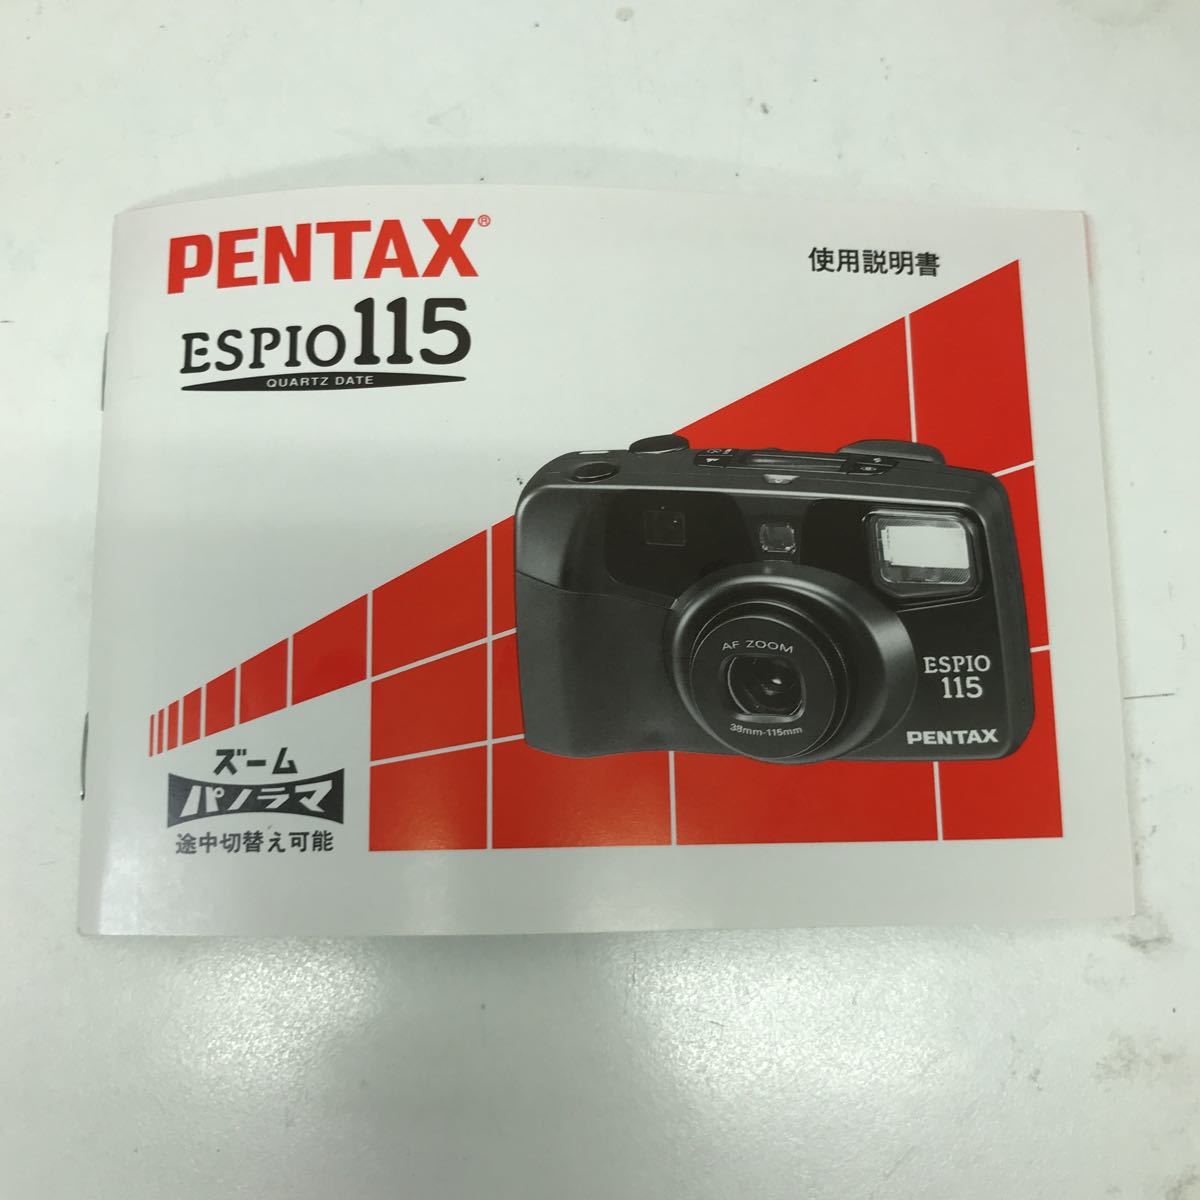 PENTAX®
ESPIO115
QUARTZ DATE
使用説明書
AF ZOOM
38mm-115mm
ESPIO
115
PENTAX
ズーム
パノラマ
途中切替え可能